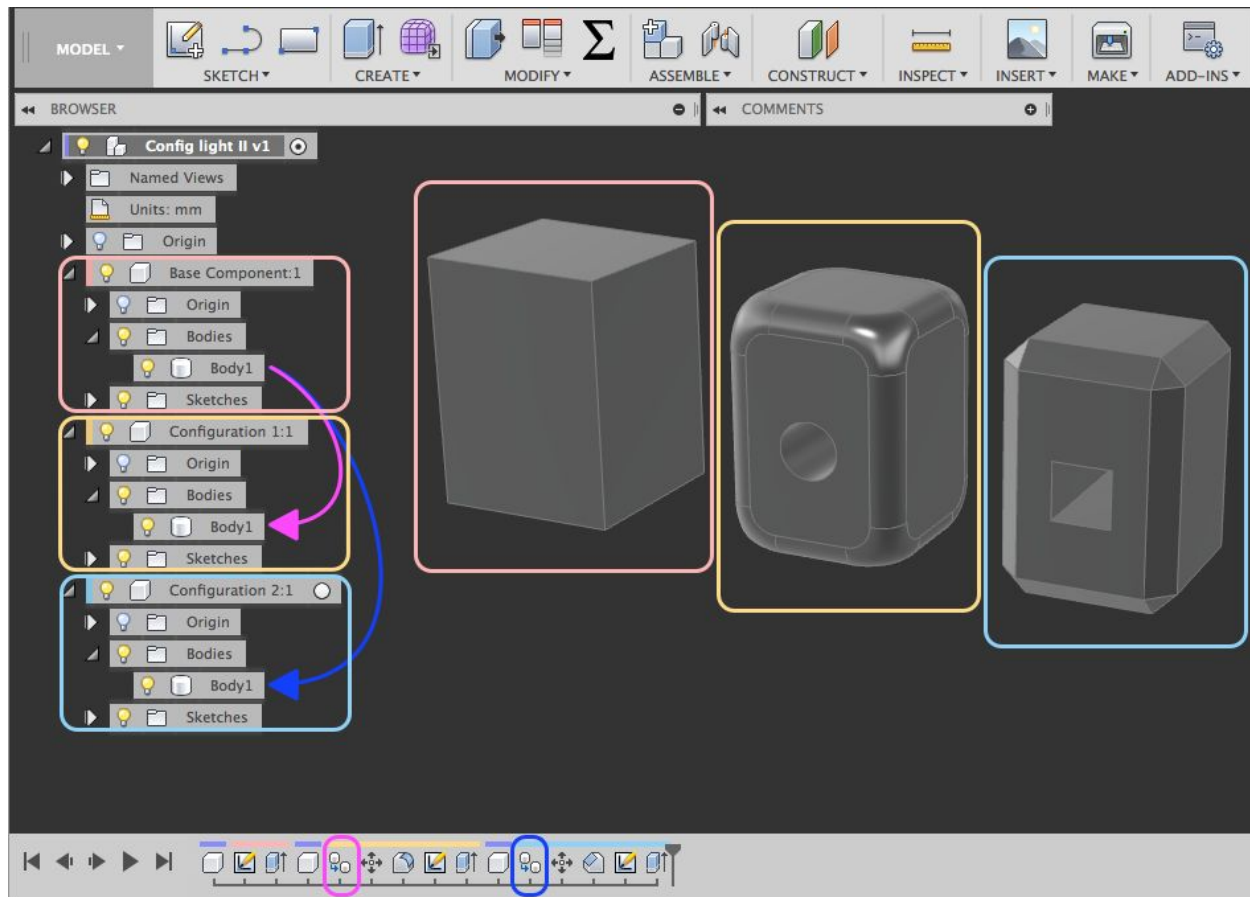 MODEL
SKETCH
CREATE
MODIFY
ASSEMBLE
CONSTRUCT
INSPECT
INSERT
MAKE
ADD-INS
BROWSER
COMMENTS
Config light II v1
Named Views
Units: mm
Origin
Base Component:1
Origin
Bodies
Body1
Sketches
Configuration 1:1
Origin
Bodies
Body1
Sketches
Configuration 2:1
Origin
Bodies
Body1
Sketches